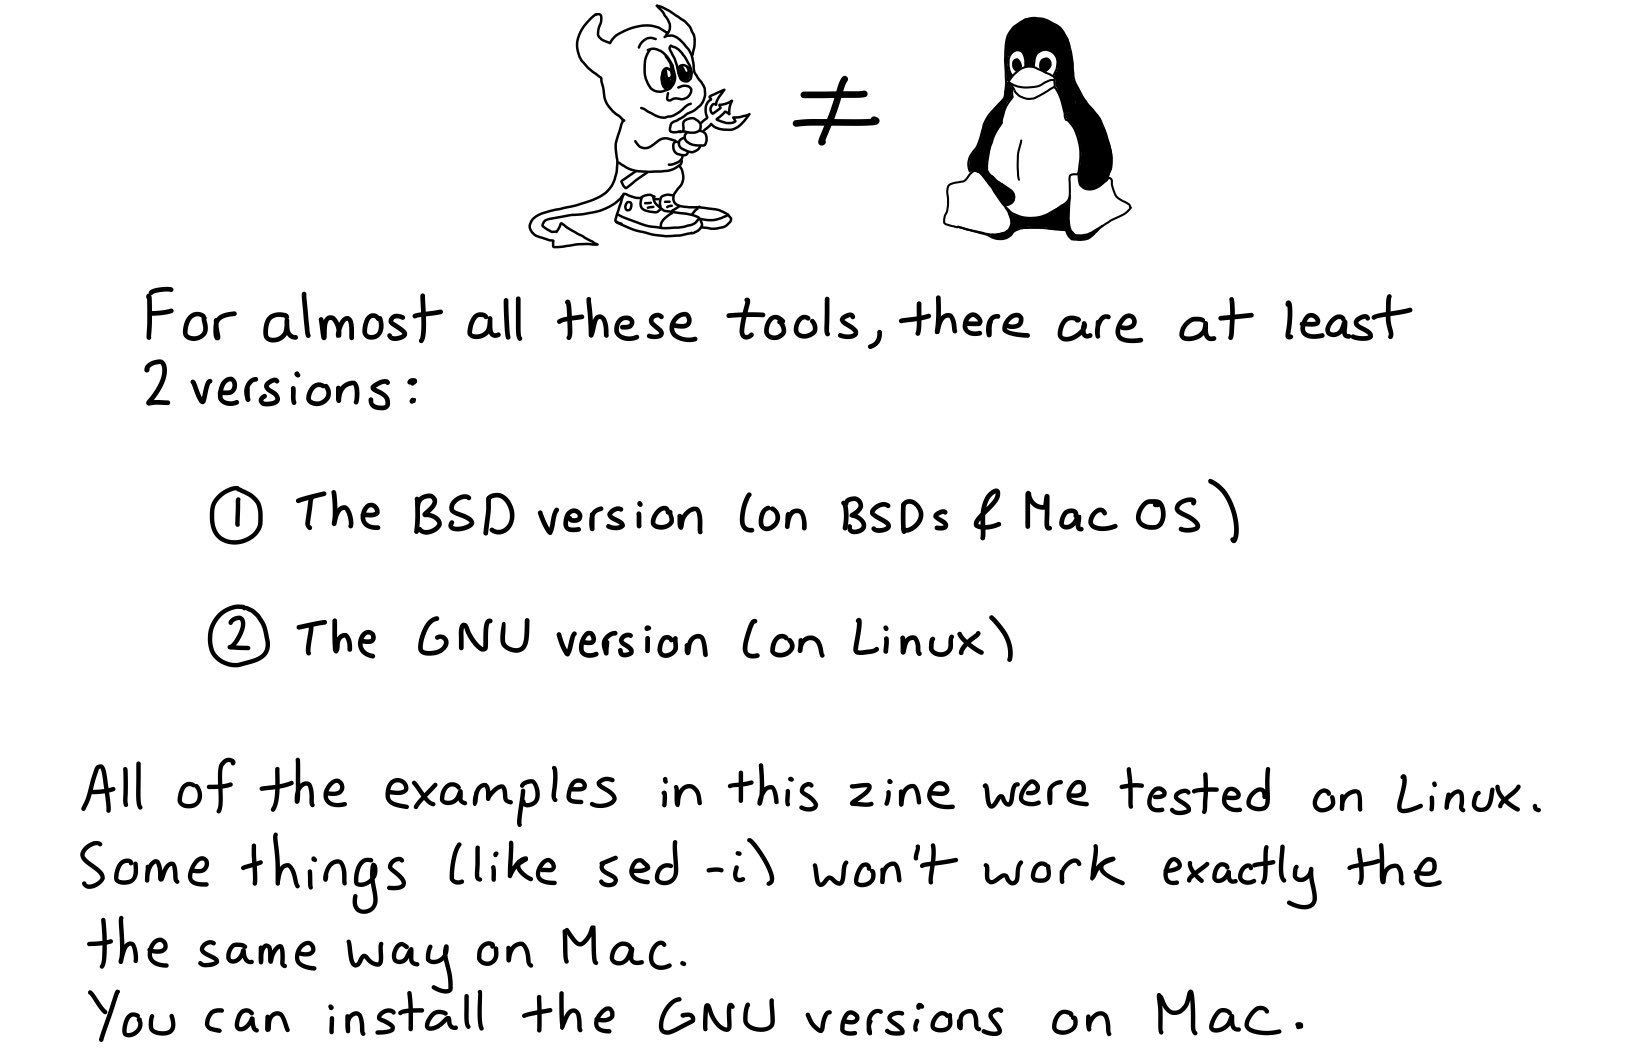 ≠
For almost all these tools, there are at least
2 versions:
① The BSD version (on BSDs & Mac OS)
② The GNU version (on Linux)
All of the examples in this zine were tested on Linux.
Some things (like sed -i) won't work exactly the
the same way on Mac.
You can install the GNU versions on Mac.